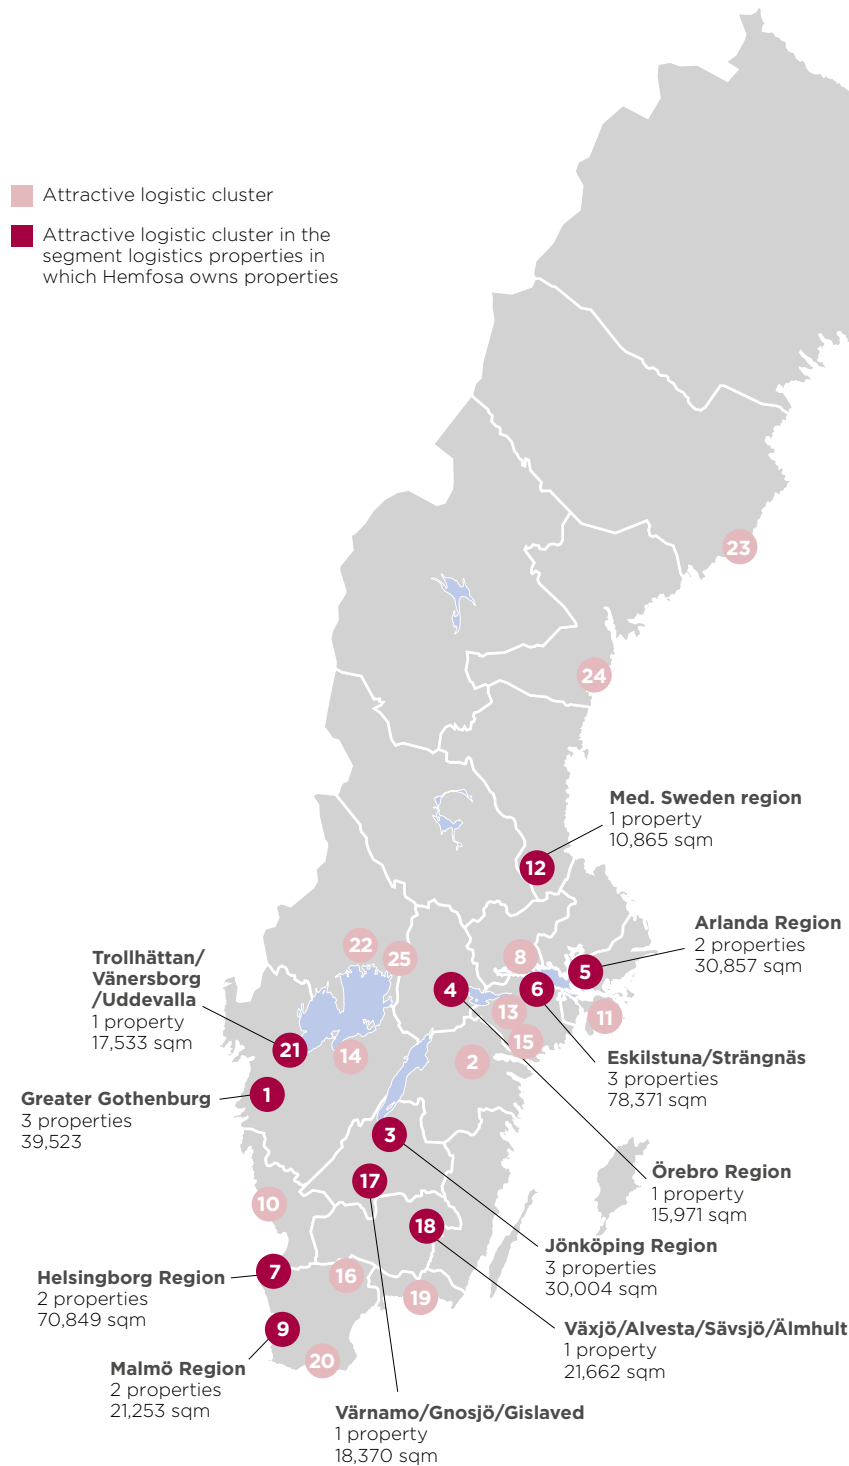 Attractive logistic cluster
Attractive logistic cluster in the
segment logistics properties in
which Hemfosa owns properties
23
24
Med. Sweden region
1 property
10,865 sqm
12
Arlanda Region
2 properties
30,857 sqm
22
25
8
5
Trollhättan/
Vänersborg
/Uddevalla
1 property
17,533 sqm
4
6
13
11
15
21
14
2
Eskilstuna/Strängnäs
3 properties
78,371 sqm
Greater Gothenburg
3 properties
39,523
1
3
Örebro Region
1 property
15,971 sqm
17
10
18
Jönköping Region
3 properties
30,004 sqm
Helsingborg Region
2 properties
70,849 sqm
7
16
19
Växjö/Alvesta/Sävsjö/Älmhult
1 property
21,662 sqm
9
20
Malmö Region
2 properties
21,253 sqm
Värnamo/Gnosjö/Gislaved
1 property
18,370 sqm